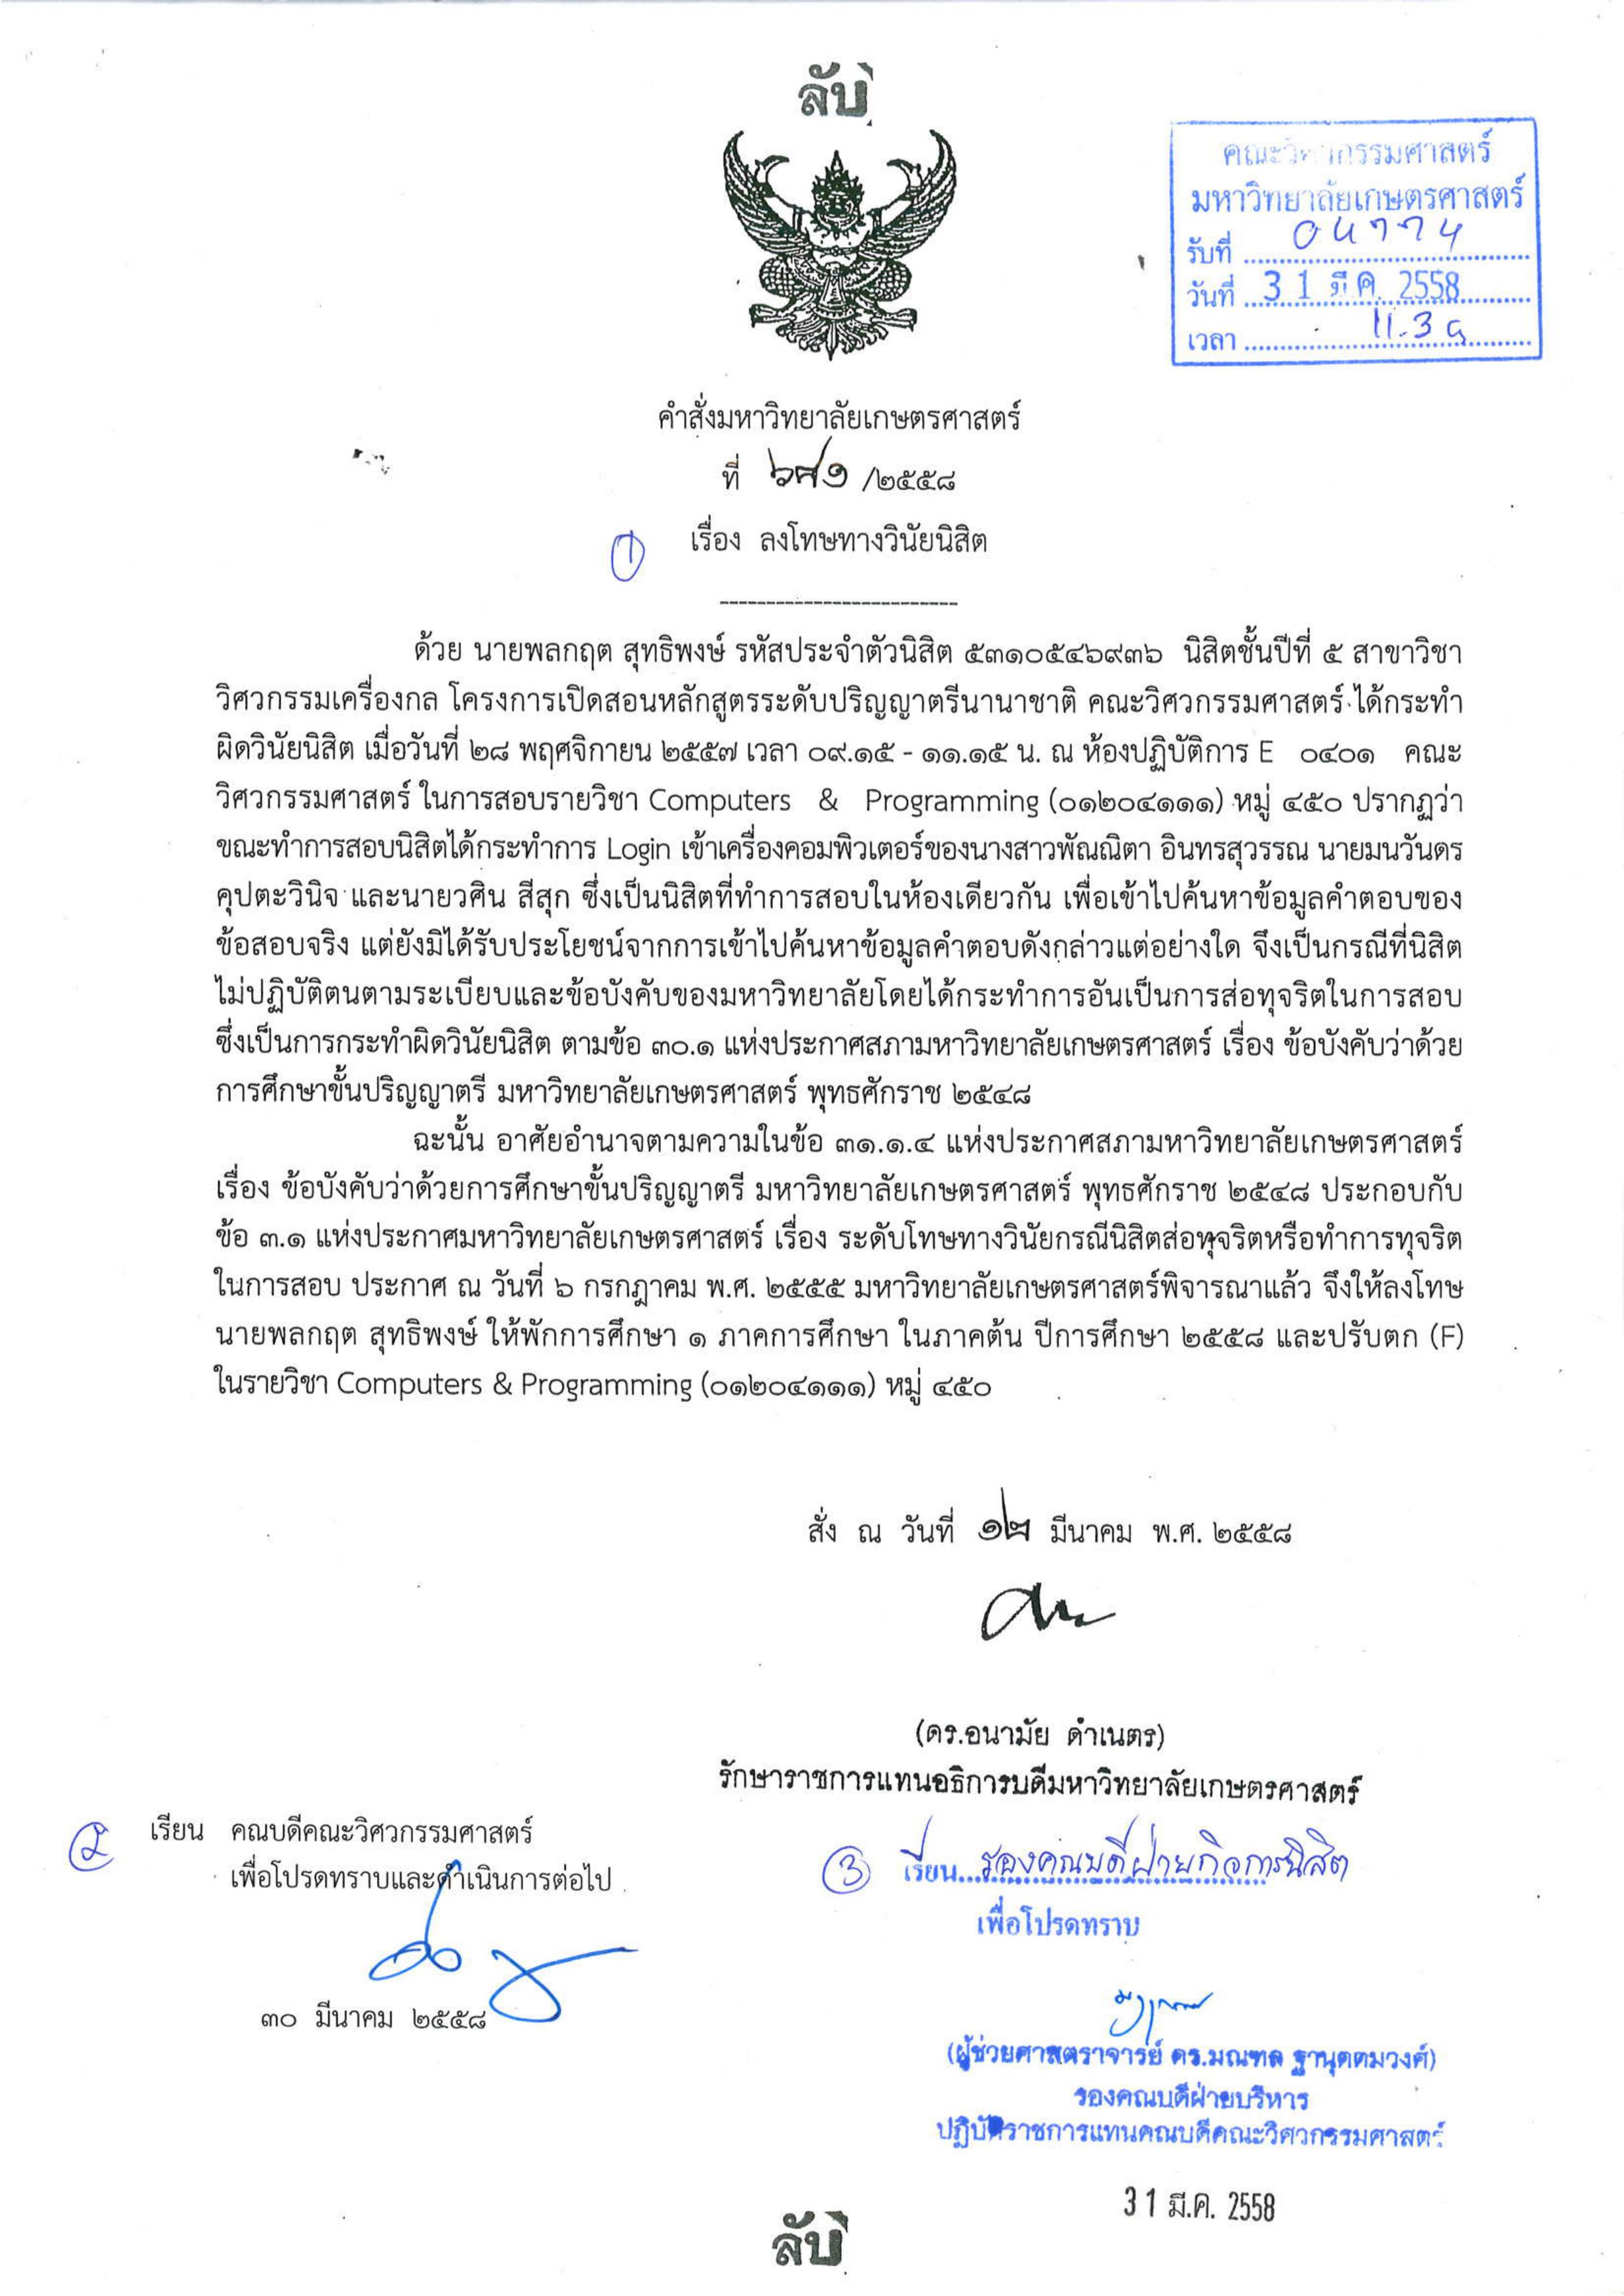 ลับ
คณะวิศวกรรมศาสตร์
มหาวิทยาลัยเกษตรศาสตร์
รับที่
วันที่ 31 มี.ค. 2558
เวลา
คำสั่งมหาวิทยาลัยเกษตรศาสตร์
ที่ ๖๗๑ /๒๕๕๘
① เรื่อง ลงโทษทางวินัยนิสิต
-------------------------
ด้วย นายพลกฤต สุทธิพงษ์ รหัสประจำตัวนิสิต ๕๓๑๐๕๔๖๙๓๖ นิสิตชั้นปีที่ ๕ สาขาวิชา
วิศวกรรมเครื่องกล โครงการเปิดสอนหลักสูตรระดับปริญญาตรีนานาชาติ คณะวิศวกรรมศาสตร์ ได้กระทำ
ผิดวินัยนิสิต เมื่อวันที่ ๒๘ พฤศจิกายน ๒๕๕๗ เวลา ๐๙.๑๕ - ๑๑.๑๕ น. ณ ห้องปฏิบัติการ E ๐๔๐๑ คณะ
วิศวกรรมศาสตร์ ในการสอบรายวิชา Computers & Programming (๐๑๒๐๔๑๑๑) หมู่ ๔๕๐ ปรากฏว่า
ขณะทำการสอบนิสิตได้กระทำการ Login เข้าเครื่องคอมพิวเตอร์ของนางสาวพัณณิตา อินทรสุวรรณ นายมนวันดร
คุปตะวินิจ และนายวศิน สีสุก ซึ่งเป็นนิสิตที่ทำการสอบในห้องเดียวกัน เพื่อเข้าไปค้นหาข้อมูลคำตอบของ
ข้อสอบจริง แต่ยังมิได้รับประโยชน์จากการเข้าไปค้นหาข้อมูลคำตอบดังกล่าวแต่อย่างใด จึงเป็นกรณีที่นิสิต
ไม่ปฏิบัติตนตามระเบียบและข้อบังคับของมหาวิทยาลัยโดยได้กระทำการอันเป็นการส่อทุจริตในการสอบ
ซึ่งเป็นการกระทำผิดวินัยนิสิต ตามข้อ ๓๐.๑ แห่งประกาศสภามหาวิทยาลัยเกษตรศาสตร์ เรื่อง ข้อบังคับว่าด้วย
การศึกษาขั้นปริญญาตรี มหาวิทยาลัยเกษตรศาสตร์ พุทธศักราช ๒๕๔๘
ฉะนั้น อาศัยอำนาจตามความในข้อ ๓๑.๑.๔ แห่งประกาศสภามหาวิทยาลัยเกษตรศาสตร์
เรื่อง ข้อบังคับว่าด้วยการศึกษาขั้นปริญญาตรี มหาวิทยาลัยเกษตรศาสตร์ พุทธศักราช ๒๕๔๘ ประกอบกับ
ข้อ ๓.๑ แห่งประกาศมหาวิทยาลัยเกษตรศาสตร์ เรื่อง ระดับโทษทางวินัยกรณีนิสิตส่อทุจริตหรือทำการทุจริต
ในการสอบ ประกาศ ณ วันที่ ๖ กรกฎาคม พ.ศ. ๒๕๕๕ มหาวิทยาลัยเกษตรศาสตร์พิจารณาแล้ว จึงให้ลงโทษ
นายพลกฤต สุทธิพงษ์ ให้พักการศึกษา ๑ ภาคการศึกษา ในภาคต้น ปีการศึกษา ๒๕๕๘ และปรับตก (F)
ในรายวิชา Computers & Programming (๐๑๒๐๔๑๑๑) หมู่ ๔๕๐
สั่ง ณ วันที่ ๑๒ มีนาคม พ.ศ. ๒๕๕๘
(ดร.อนามัย ดำเนตร)
รักษาราชการแทนอธิการบดีมหาวิทยาลัยเกษตรศาสตร์
② เรียน คณบดีคณะวิศวกรรมศาสตร์
เพื่อโปรดทราบและดำเนินการต่อไป
๓๐ มีนาคม ๒๕๕๘
③ เรียน รองคณบดีฝ่ายกิจการนิสิต
เพื่อโปรดทราบ
(ผู้ช่วยศาสตราจารย์ ดร.มณฑล ฐานุตตมวงศ์)
รองคณบดีฝ่ายบริหาร
ปฏิบัติราชการแทนคณบดีคณะวิศวกรรมศาสตร์
31 มี.ค. 2558
ลับ